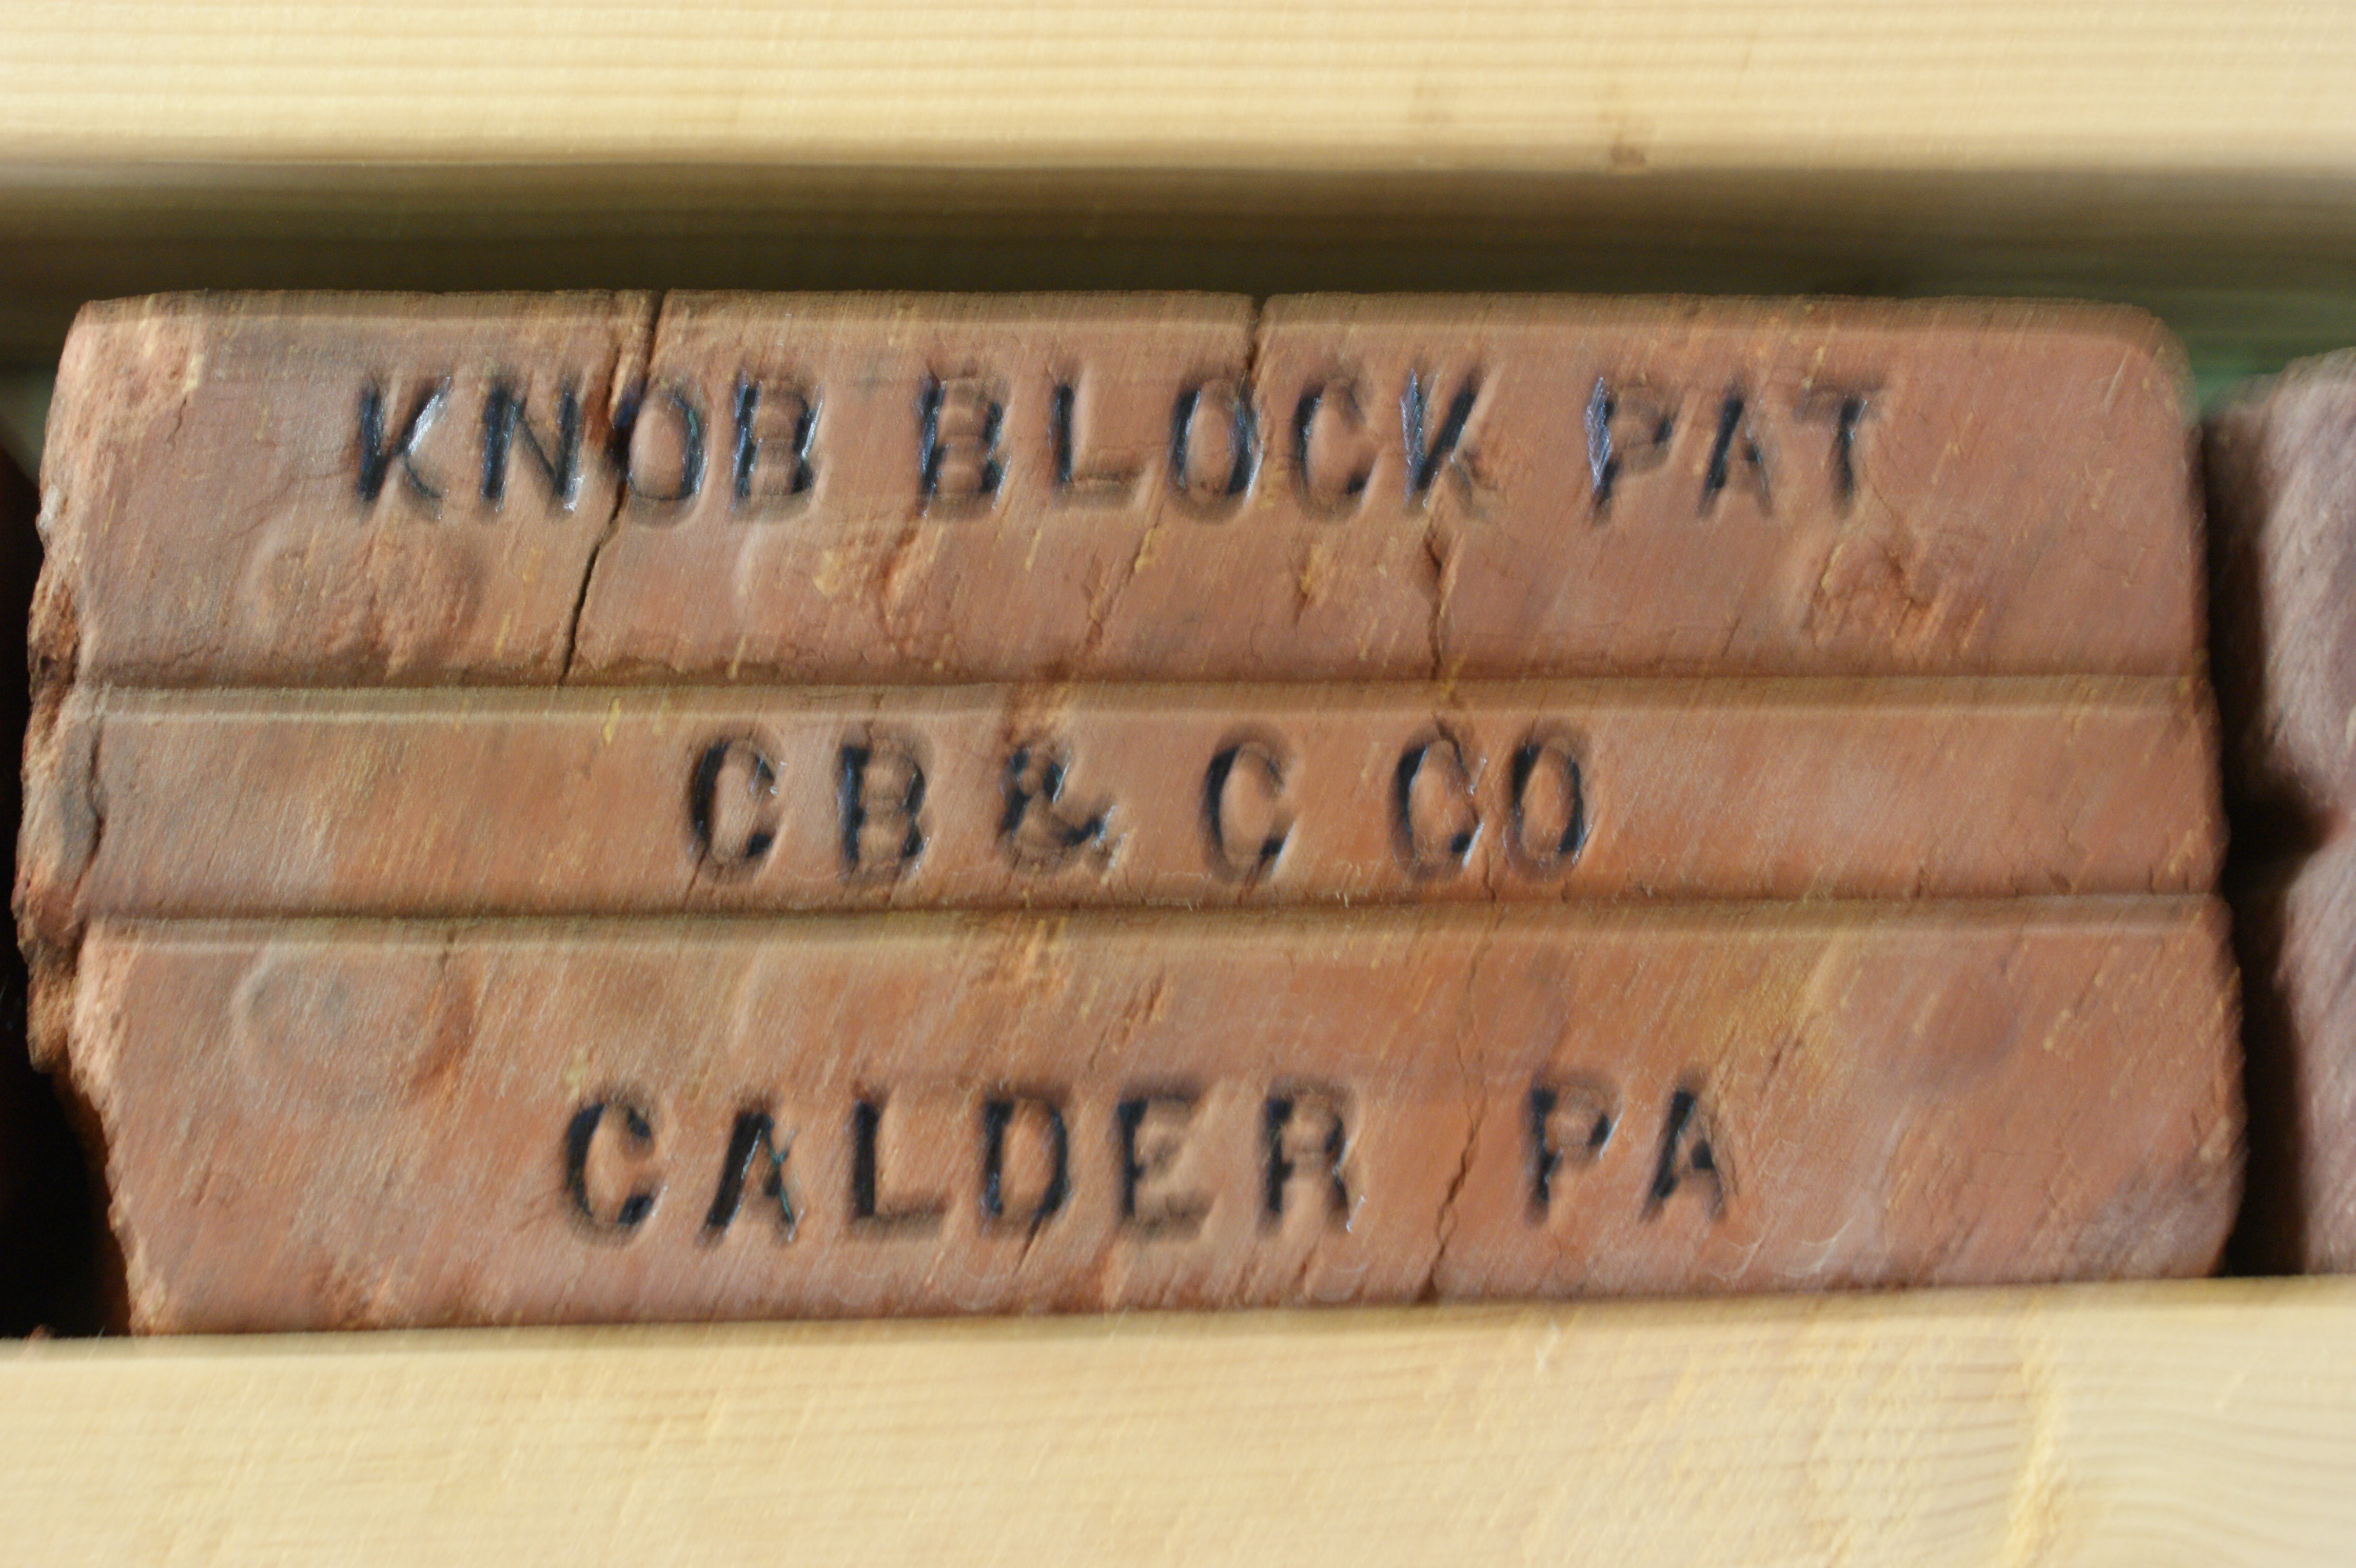 KNOB BLOCK PAT
CB & C CO
CALDER PA